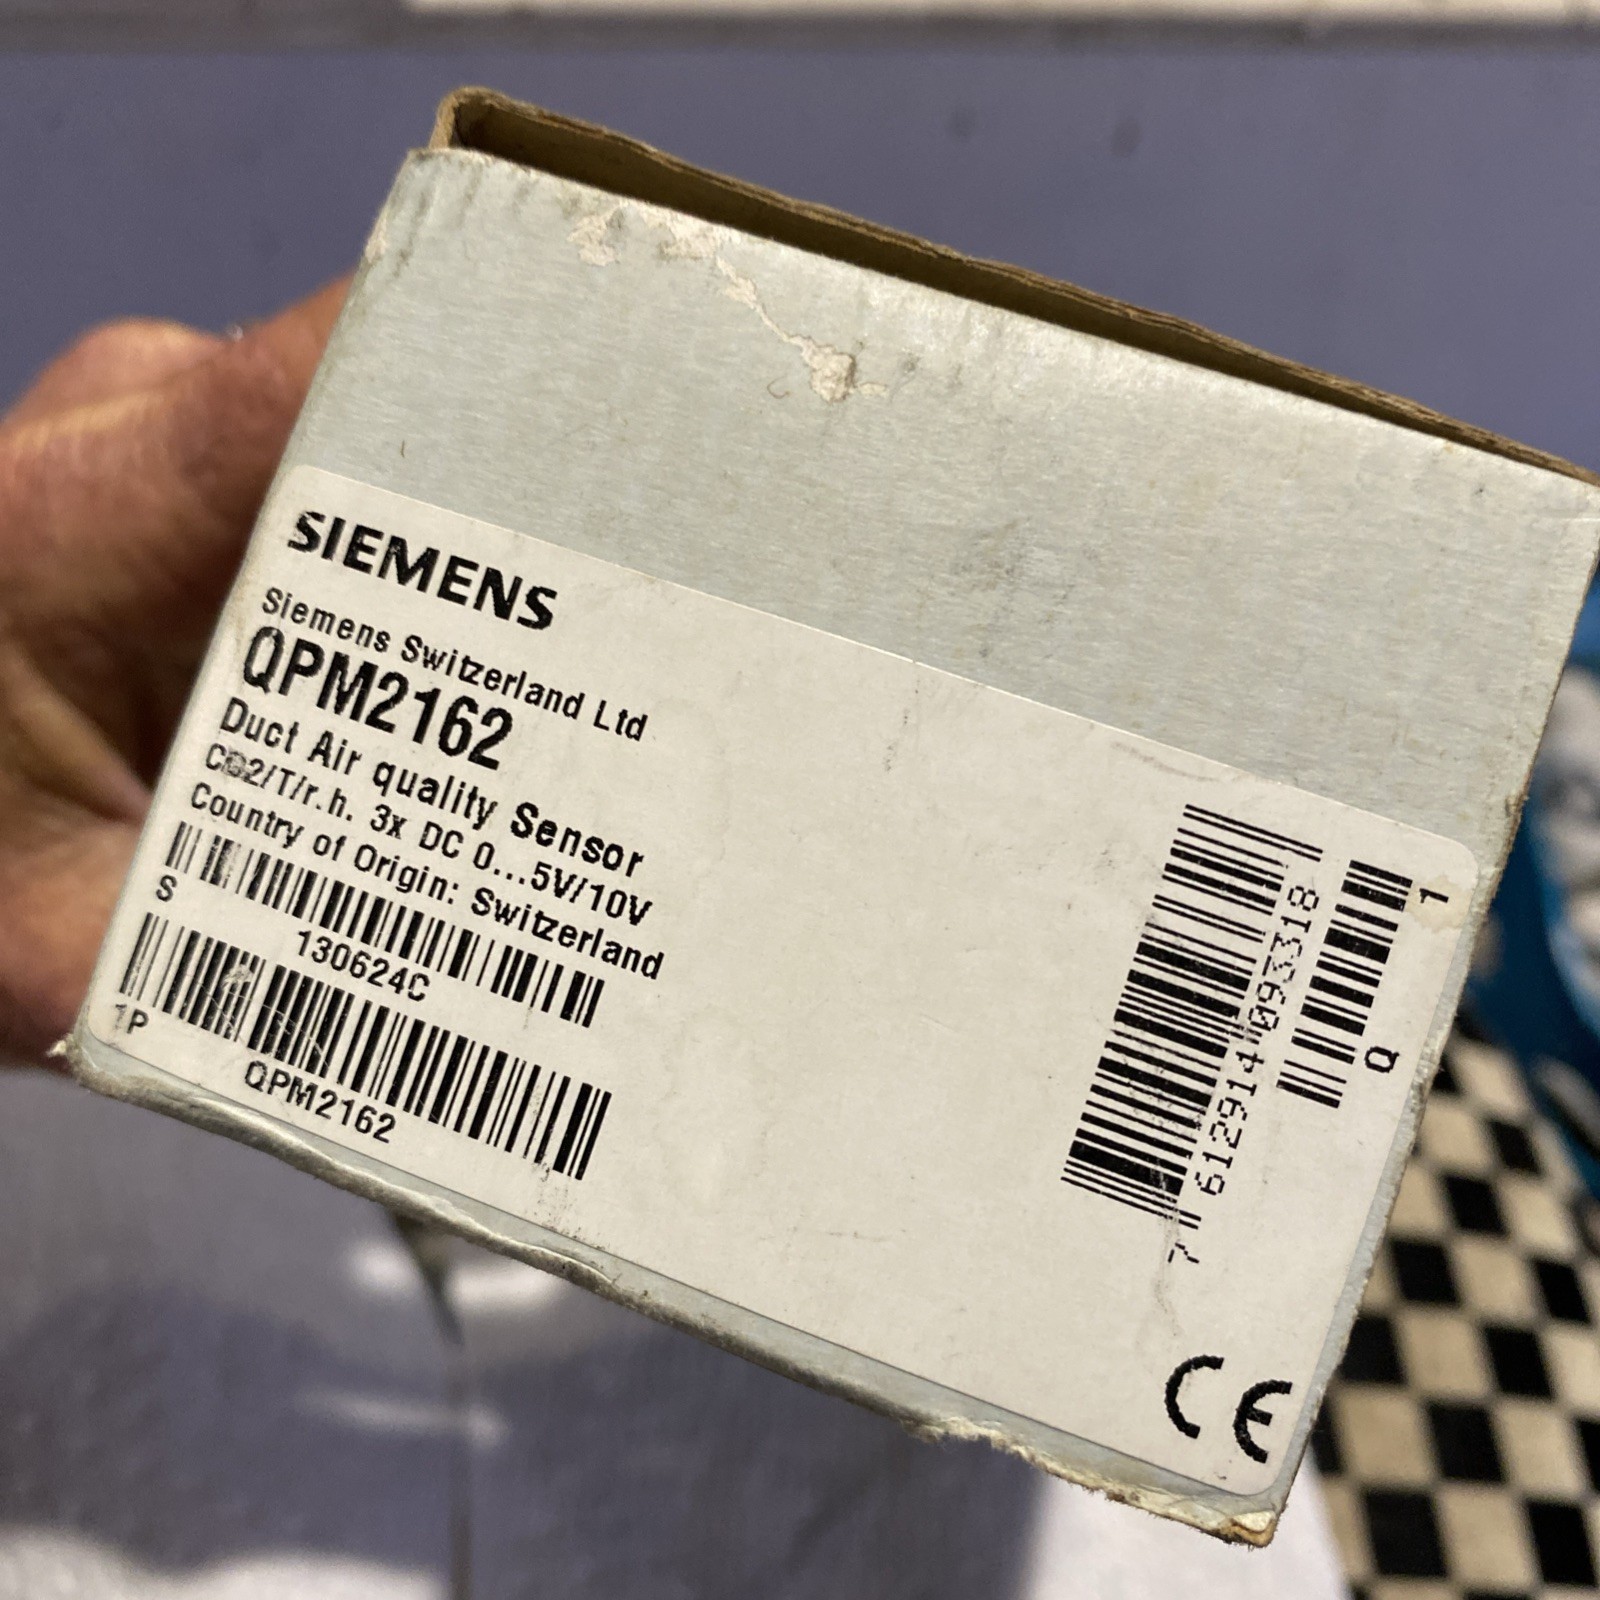 SIEMENS
Siemens Switzerland Ltd
QPM2162
Duct Air quality Sensor
CO2/T/r.h. 3x DC 0...5V/10V
Country of Origin: Switzerland
S
130624C
1P
QPM2162
7 612914 093318
Q
1
CE